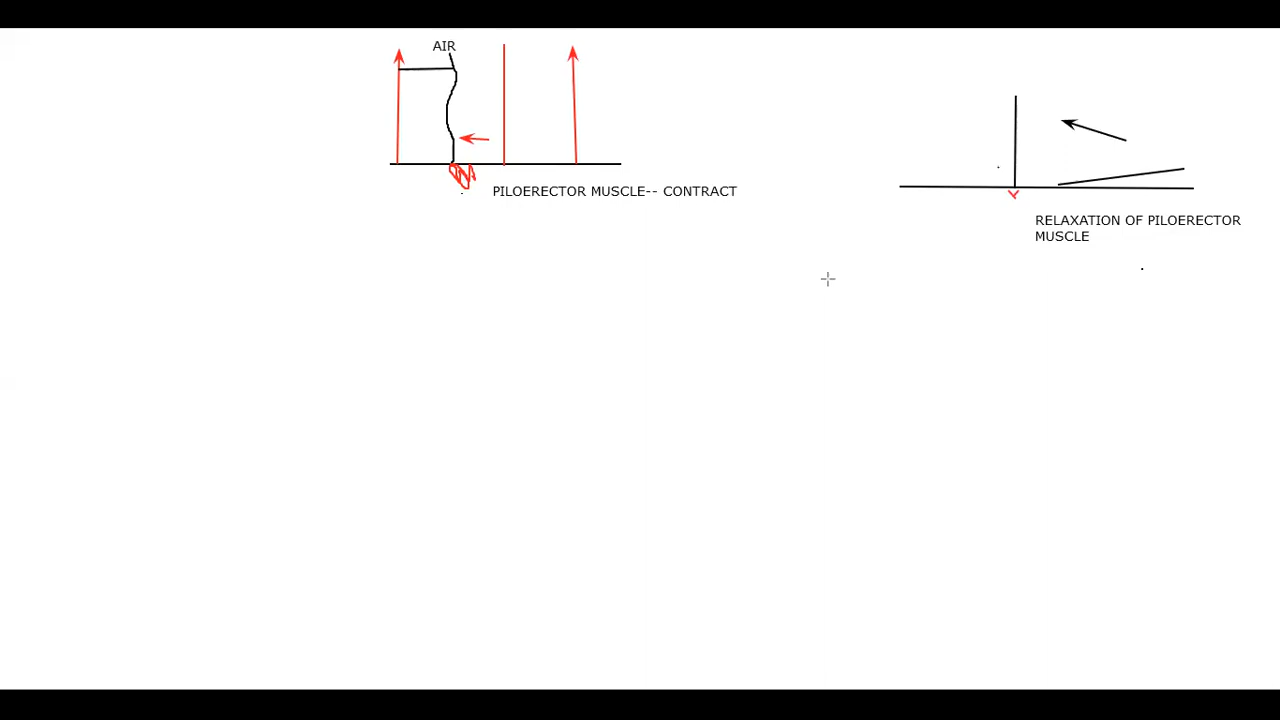 AIR
PILOERECTOR MUSCLE-- CONTRACT
RELAXATION OF PILOERECTOR
MUSCLE